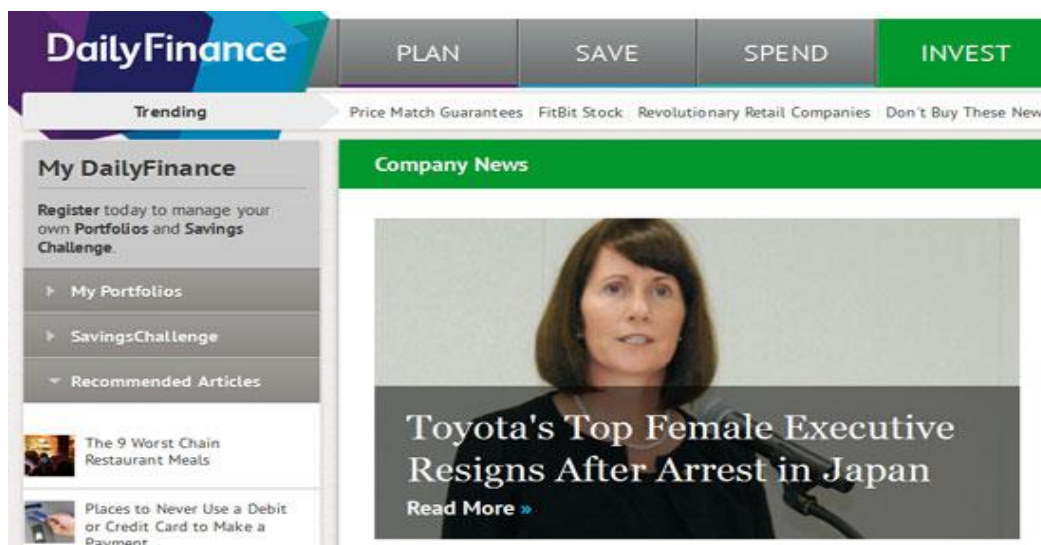 DailyFinance
PLAN
SAVE
SPEND
INVEST
Trending
Price Match Guarantees
FitBit Stock
Revolutionary Retail Companies
Don't Buy These New
My DailyFinance
Register today to manage your
own Portfolios and Savings
Challenge.
My Portfolios
SavingsChallenge
Recommended Articles
The 9 Worst Chain
Restaurant Meals
Places to Never Use a Debit
or Credit Card to Make a
Payment
Company News
Toyota's Top Female Executive
Resigns After Arrest in Japan
Read More »